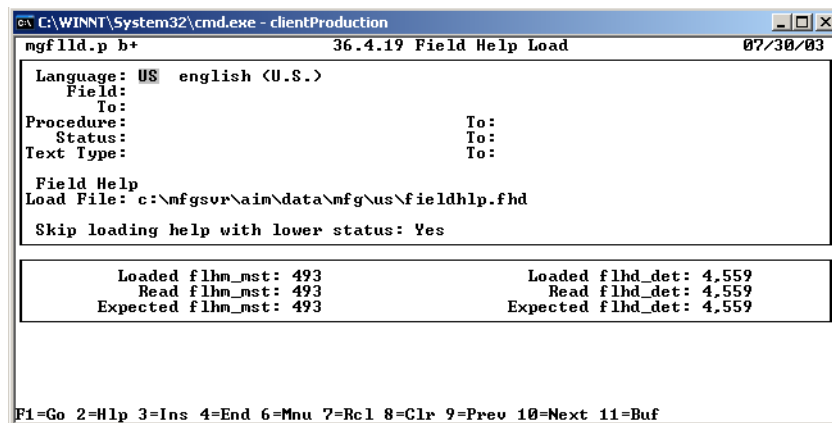 C:\WINNT\System32\cmd.exe - clientProduction
mgflld.p b+ 36.4.19 Field Help Load 07/30/03
Language: US english (U.S.)
Field:
To:
Procedure: To:
Status: To:
Text Type: To:
Field Help
Load File: c:\mfgsvr\aim\data\mfg\us\fieldhlp.fhd
Skip loading help with lower status: Yes
Loaded flhm_mst: 493 Loaded flhd_det: 4,559
Read flhm_mst: 493 Read flhd_det: 4,559
Expected flhm_mst: 493 Expected flhd_det: 4,559
F1=Go 2=Hlp 3=Ins 4=End 6=Mnu 7=Rcl 8=Clr 9=Prev 10=Next 11=Buf